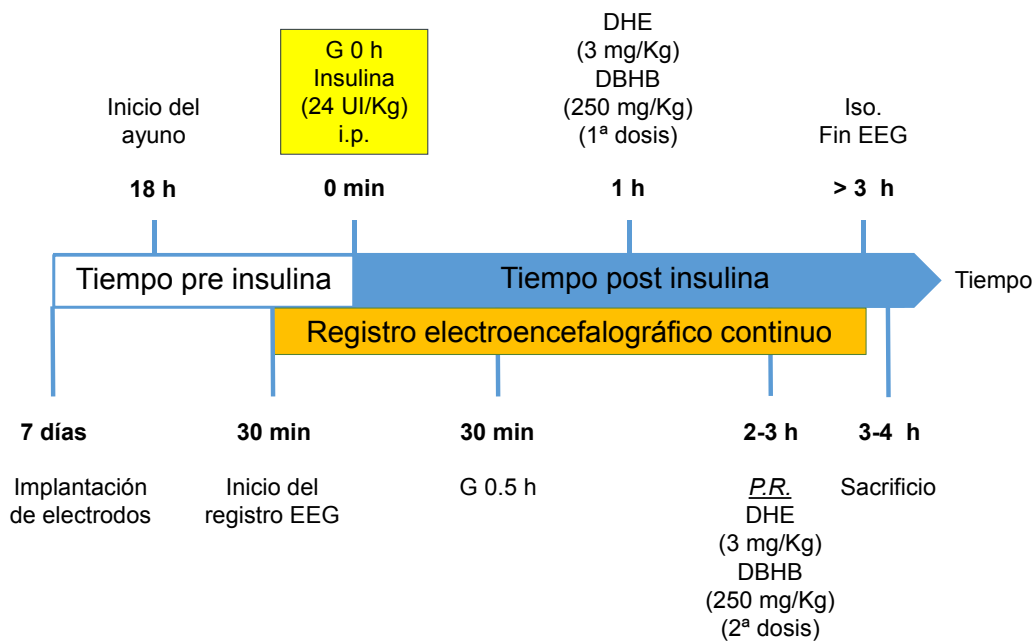 G 0 h
Insulina
(24 UI/Kg)
i.p.
DHE
(3 mg/Kg)
DBHB
(250 mg/Kg)
(1ª dosis)
Inicio del
ayuno
Iso.
Fin EEG
18 h
0 min
1 h
> 3 h
Tiempo pre insulina
Tiempo post insulina
Tiempo
Registro electroencefalográfico continuo
7 días
30 min
30 min
2-3 h
3-4 h
Implantación
de electrodos
Inicio del
registro EEG
G 0.5 h
P.R.
DHE
(3 mg/Kg)
DBHB
(250 mg/Kg)
(2ª dosis)
Sacrificio